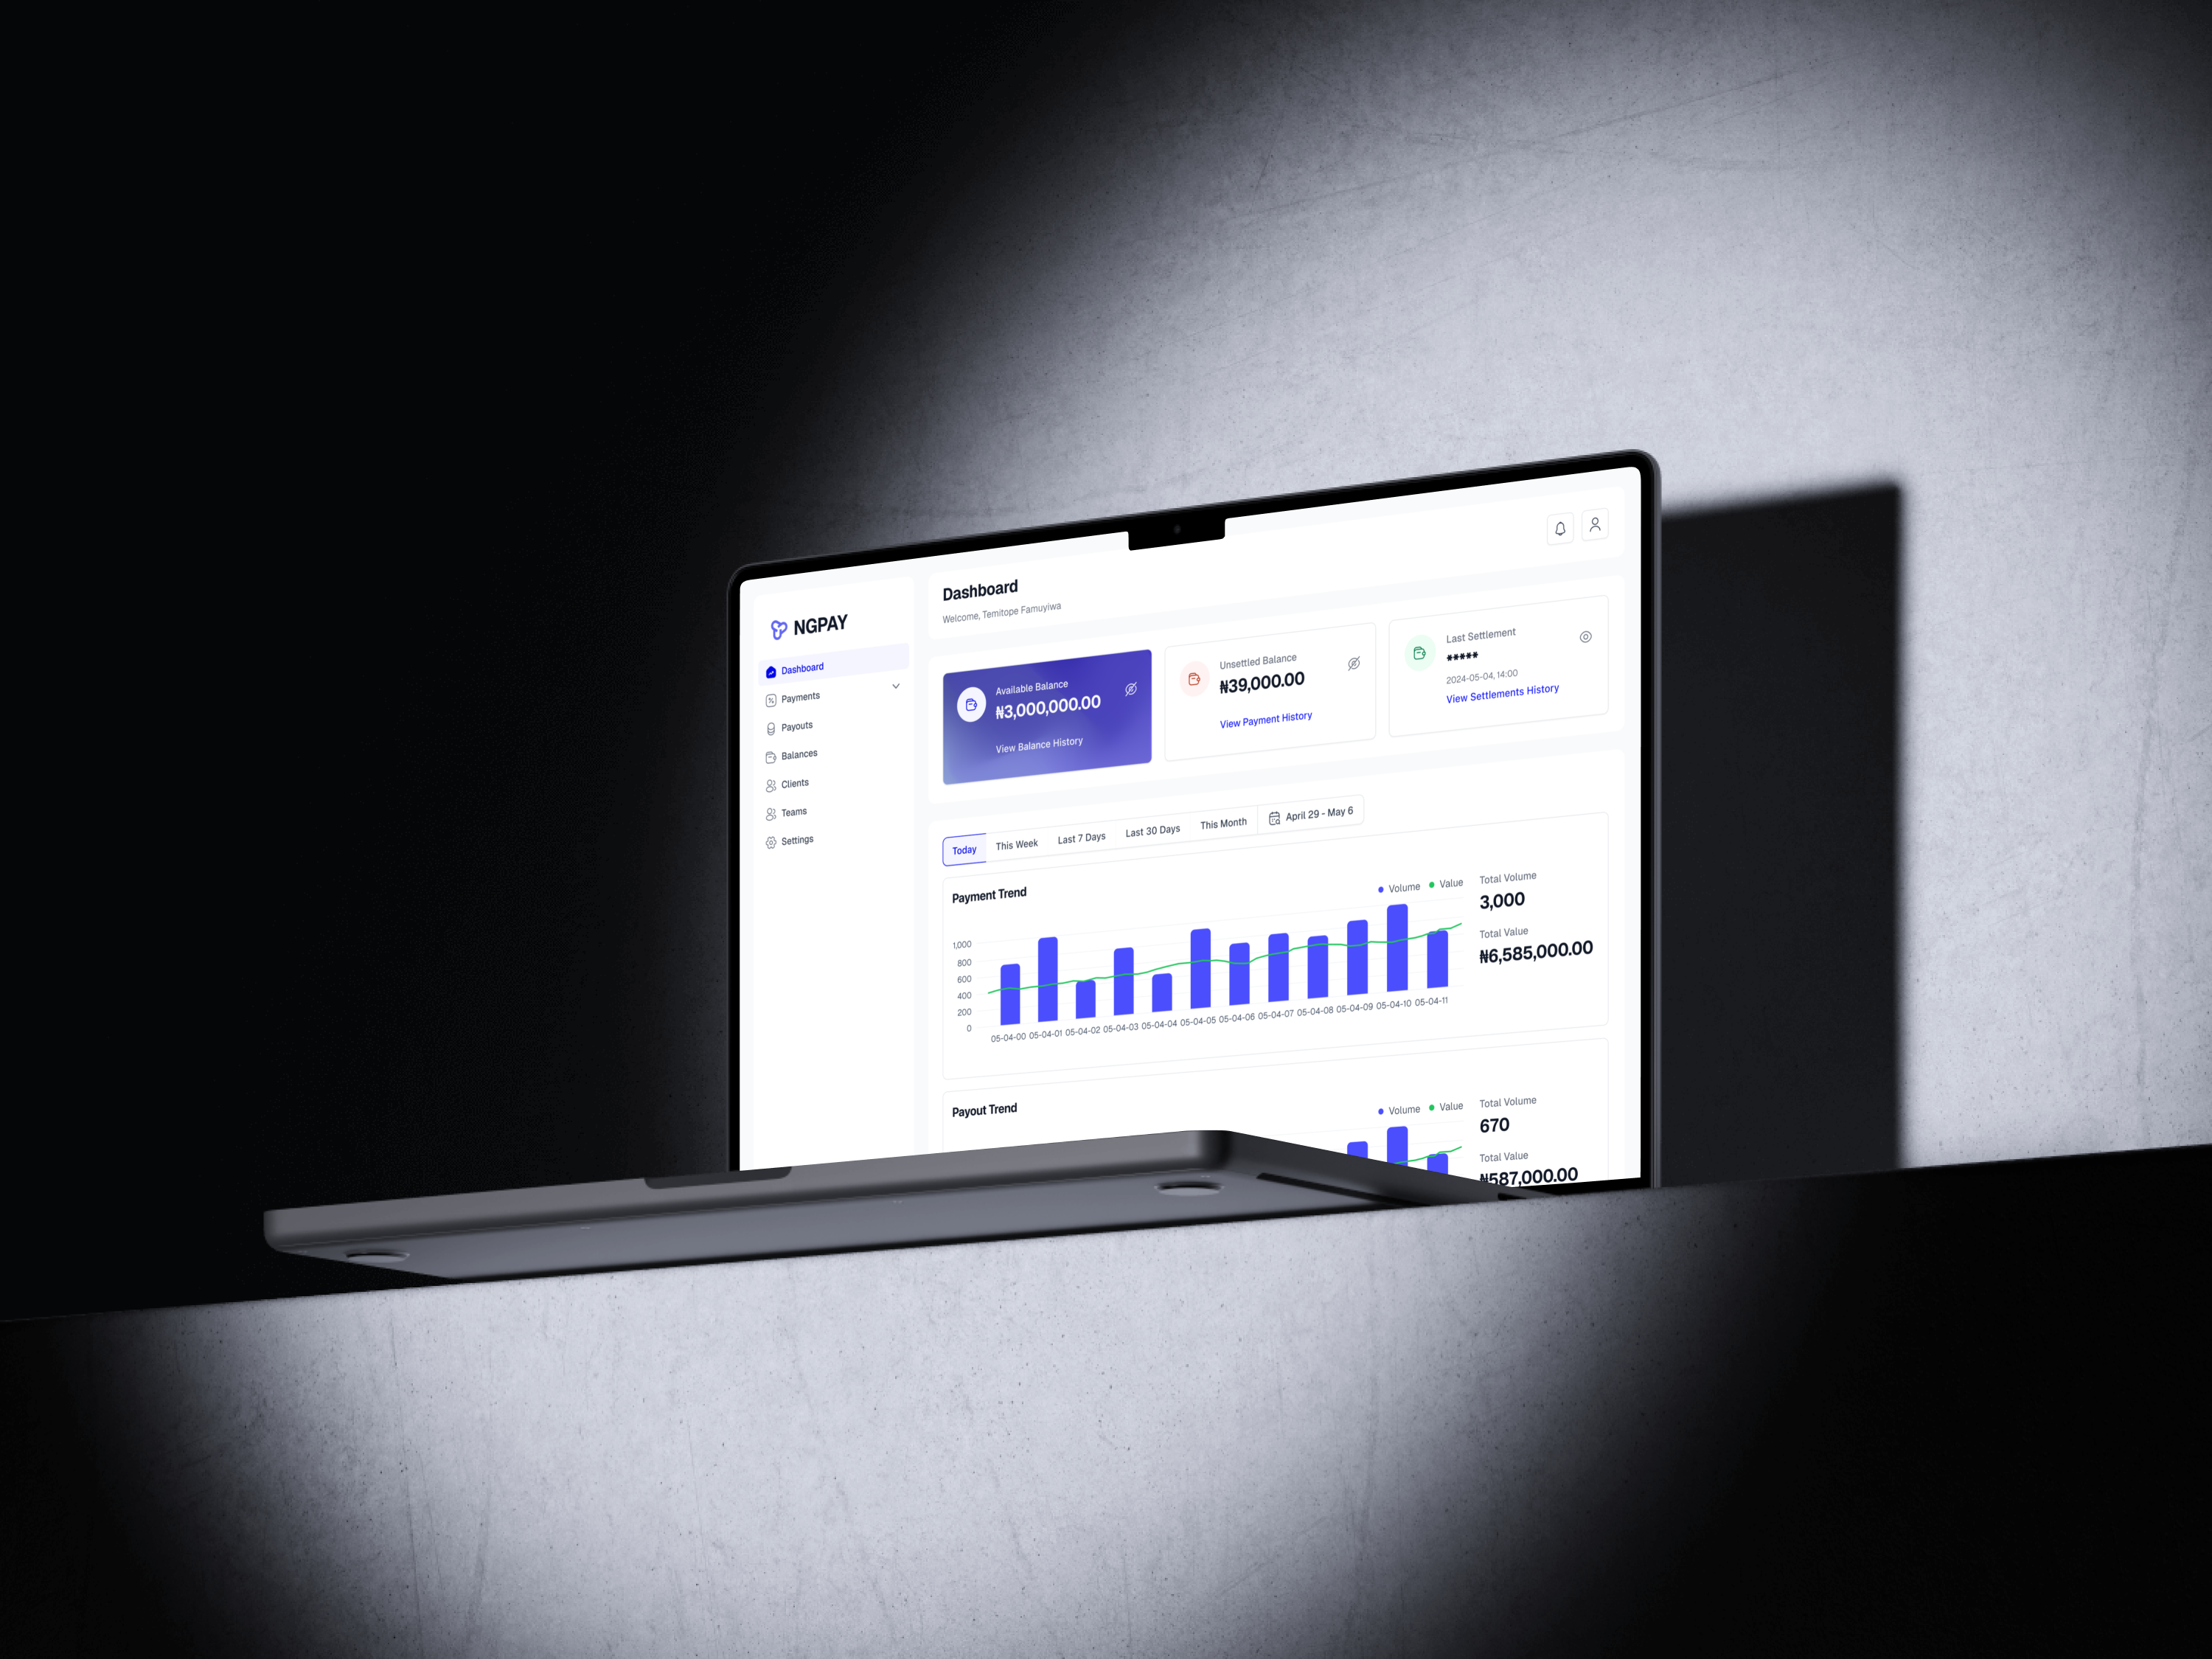 NGPAY
Dashboard
Payments
Payouts
Balances
Clients
Teams
Settings
Dashboard
Welcome, Temitope Famuyiwa
Available Balance
₦3,000,000.00
View Balance History
Unsettled Balance
₦39,000.00
View Payment History
Last Settlement
*****
2024-05-04, 14:00
View Settlements History
Today
This Week
Last 7 Days
Last 30 Days
This Month
April 29 - May 6
Payment Trend
Volume
Value
1,000
800
600
400
200
0
05-04-00 05-04-01 05-04-02 05-04-03 05-04-04 05-04-05 05-04-06 05-04-07 05-04-08 05-04-09 05-04-10 05-04-11
Total Volume
3,000
Total Value
₦6,585,000.00
Payout Trend
Volume
Value
Total Volume
670
Total Value
₦587,000.00